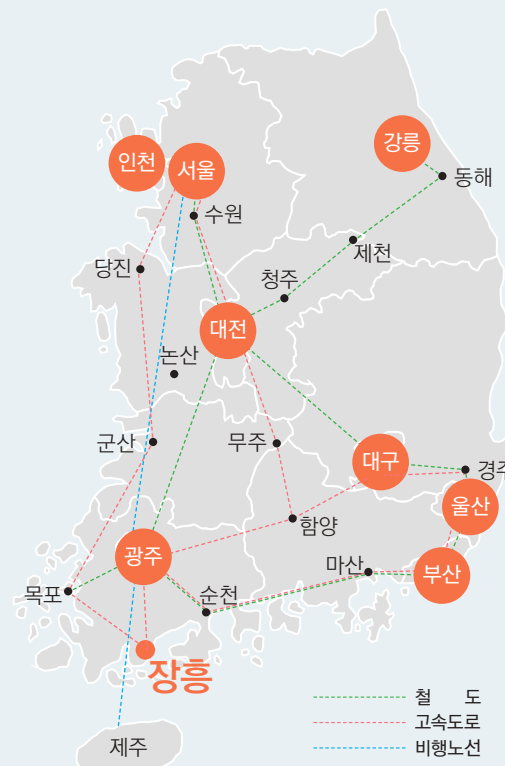 강릉
인천
서울
동해
수원
제천
당진
청주
대전
논산
군산
무주
대구
경주
울산
함양
광주
마산
부산
목포
순천
장흥
철 도
고속도로
비행노선
제주